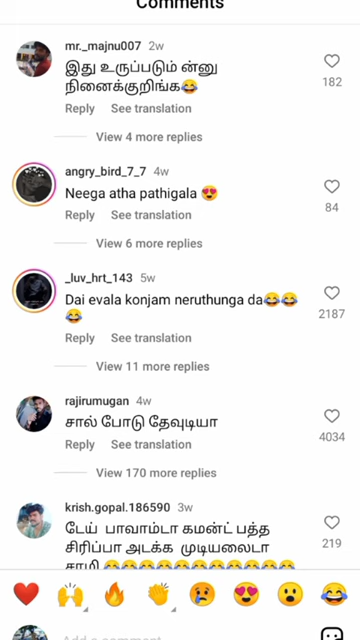 Comments
mr._majnu007 2w
இது உருப்படும் ன்னு
நினைக்குறிங்க😂
182
Reply See translation
View 4 more replies
angry_bird_7_7 4w
Neega atha pathigala 😍
84
Reply See translation
View 6 more replies
_luv_hrt_143 5w
Dai evala konjam neruthunga da😂😂
😂
2187
Reply See translation
View 11 more replies
rajirumugan 4w
சால் போடு தேவுடியா
4034
Reply See translation
View 170 more replies
krish.gopal.186590 3w
டேய் பாவாம்டா கமன்ட் பத்த
சிரிப்பா அடக்க முடியலைடா
சாமி 😂😂😂😂😂😂😂😂😂😂😂
219
❤️ 🙌 🔥 👏 😢 😍 😮 😂
Add a comment